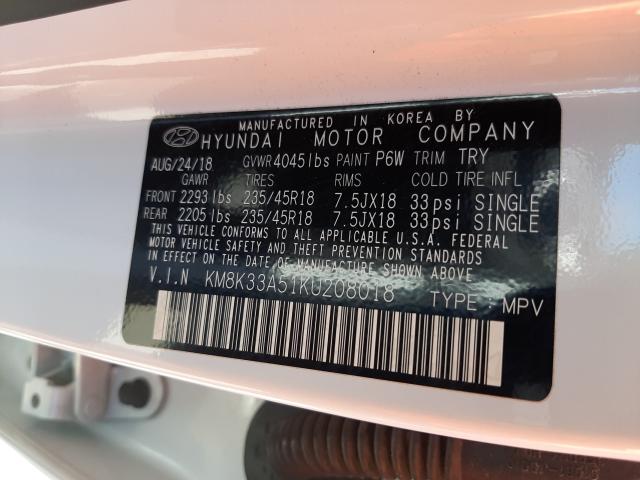 MANUFACTURED IN KOREA BY
HYUNDAI MOTOR COMPANY
AUG/24/18 GVWR 4045lbs PAINT P6W TRIM TRY
GAWR TIRES RIMS COLD TIRE INFL
FRONT 2293 lbs 235/45R18 7.5JX18 33psi SINGLE
REAR 2205 lbs 235/45R18 7.5JX18 33psi SINGLE
THIS VEHICLE CONFORMS TO ALL APPLICABLE U.S.A. FEDERAL
MOTOR VEHICLE SAFETY AND THEFT PREVENTION STANDARDS
IN EFFECT ON THE DATE OF MANUFACTURE SHOWN ABOVE.
V.I.N KM8K33A51KU208018 TYPE : MPV